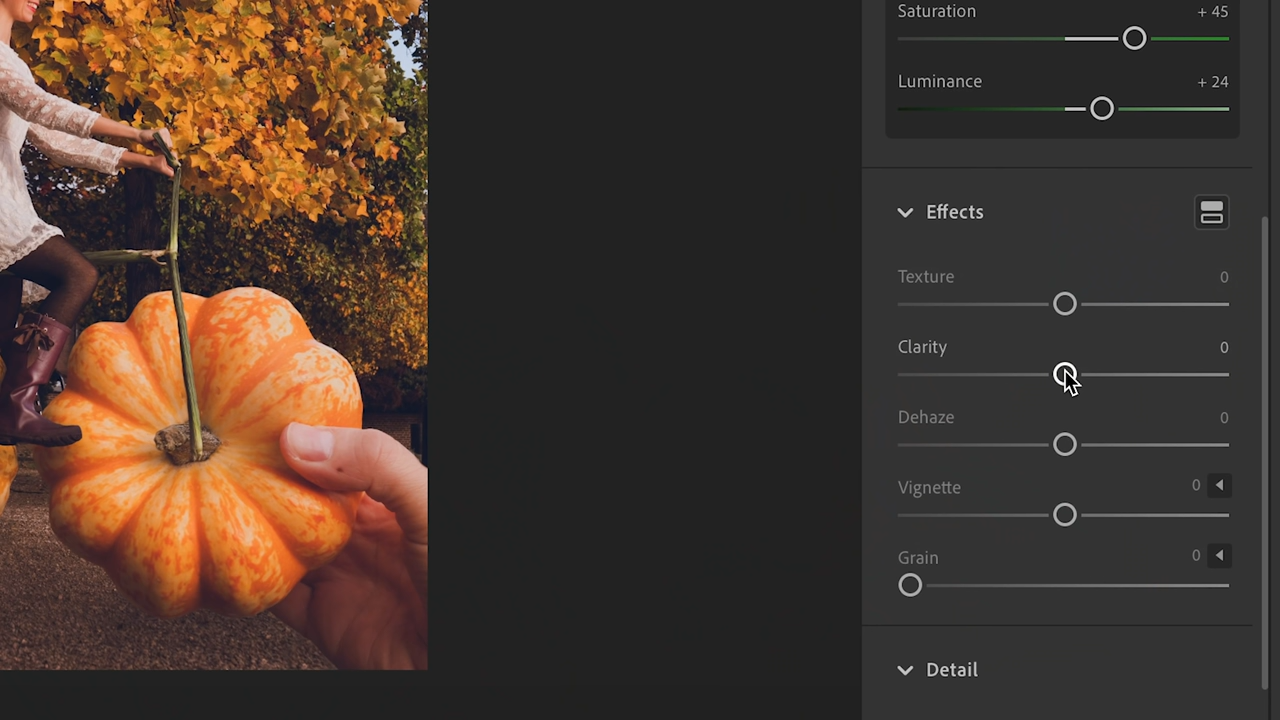 Saturation + 45
Luminance + 24
Effects
Texture 0
Clarity 0
Dehaze 0
Vignette 0
Grain 0
Detail